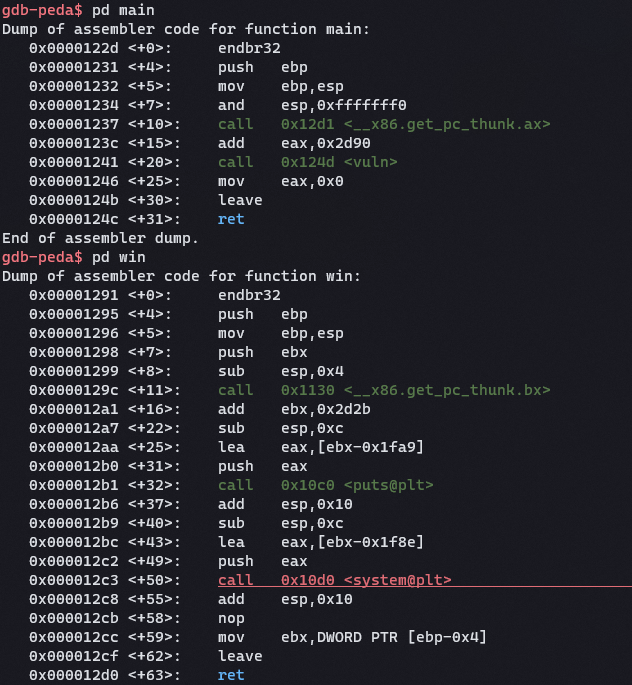 gdb-peda$ pd main
Dump of assembler code for function main:
   0x0000122d <+0>:     endbr32
   0x00001231 <+4>:     push   ebp
   0x00001232 <+5>:     mov    ebp,esp
   0x00001234 <+7>:     and    esp,0xfffffff0
   0x00001237 <+10>:    call   0x12d1 <__x86.get_pc_thunk.ax>
   0x0000123c <+15>:    add    eax,0x2d90
   0x00001241 <+20>:    call   0x124d <vuln>
   0x00001246 <+25>:    mov    eax,0x0
   0x0000124b <+30>:    leave
   0x0000124c <+31>:    ret
End of assembler dump.
gdb-peda$ pd win
Dump of assembler code for function win:
   0x00001291 <+0>:     endbr32
   0x00001295 <+4>:     push   ebp
   0x00001296 <+5>:     mov    ebp,esp
   0x00001298 <+7>:     push   ebx
   0x00001299 <+8>:     sub    esp,0x4
   0x0000129c <+11>:    call   0x1130 <__x86.get_pc_thunk.bx>
   0x000012a1 <+16>:    add    ebx,0x2d2b
   0x000012a7 <+22>:    sub    esp,0xc
   0x000012aa <+25>:    lea    eax,[ebx-0x1fa9]
   0x000012b0 <+31>:    push   eax
   0x000012b1 <+32>:    call   0x10c0 <puts@plt>
   0x000012b6 <+37>:    add    esp,0x10
   0x000012b9 <+40>:    sub    esp,0xc
   0x000012bc <+43>:    lea    eax,[ebx-0x1f8e]
   0x000012c2 <+49>:    push   eax
   0x000012c3 <+50>:    call   0x10d0 <system@plt>
   0x000012c8 <+55>:    add    esp,0x10
   0x000012cb <+58>:    nop
   0x000012cc <+59>:    mov    ebx,DWORD PTR [ebp-0x4]
   0x000012cf <+62>:    leave
   0x000012d0 <+63>:    ret